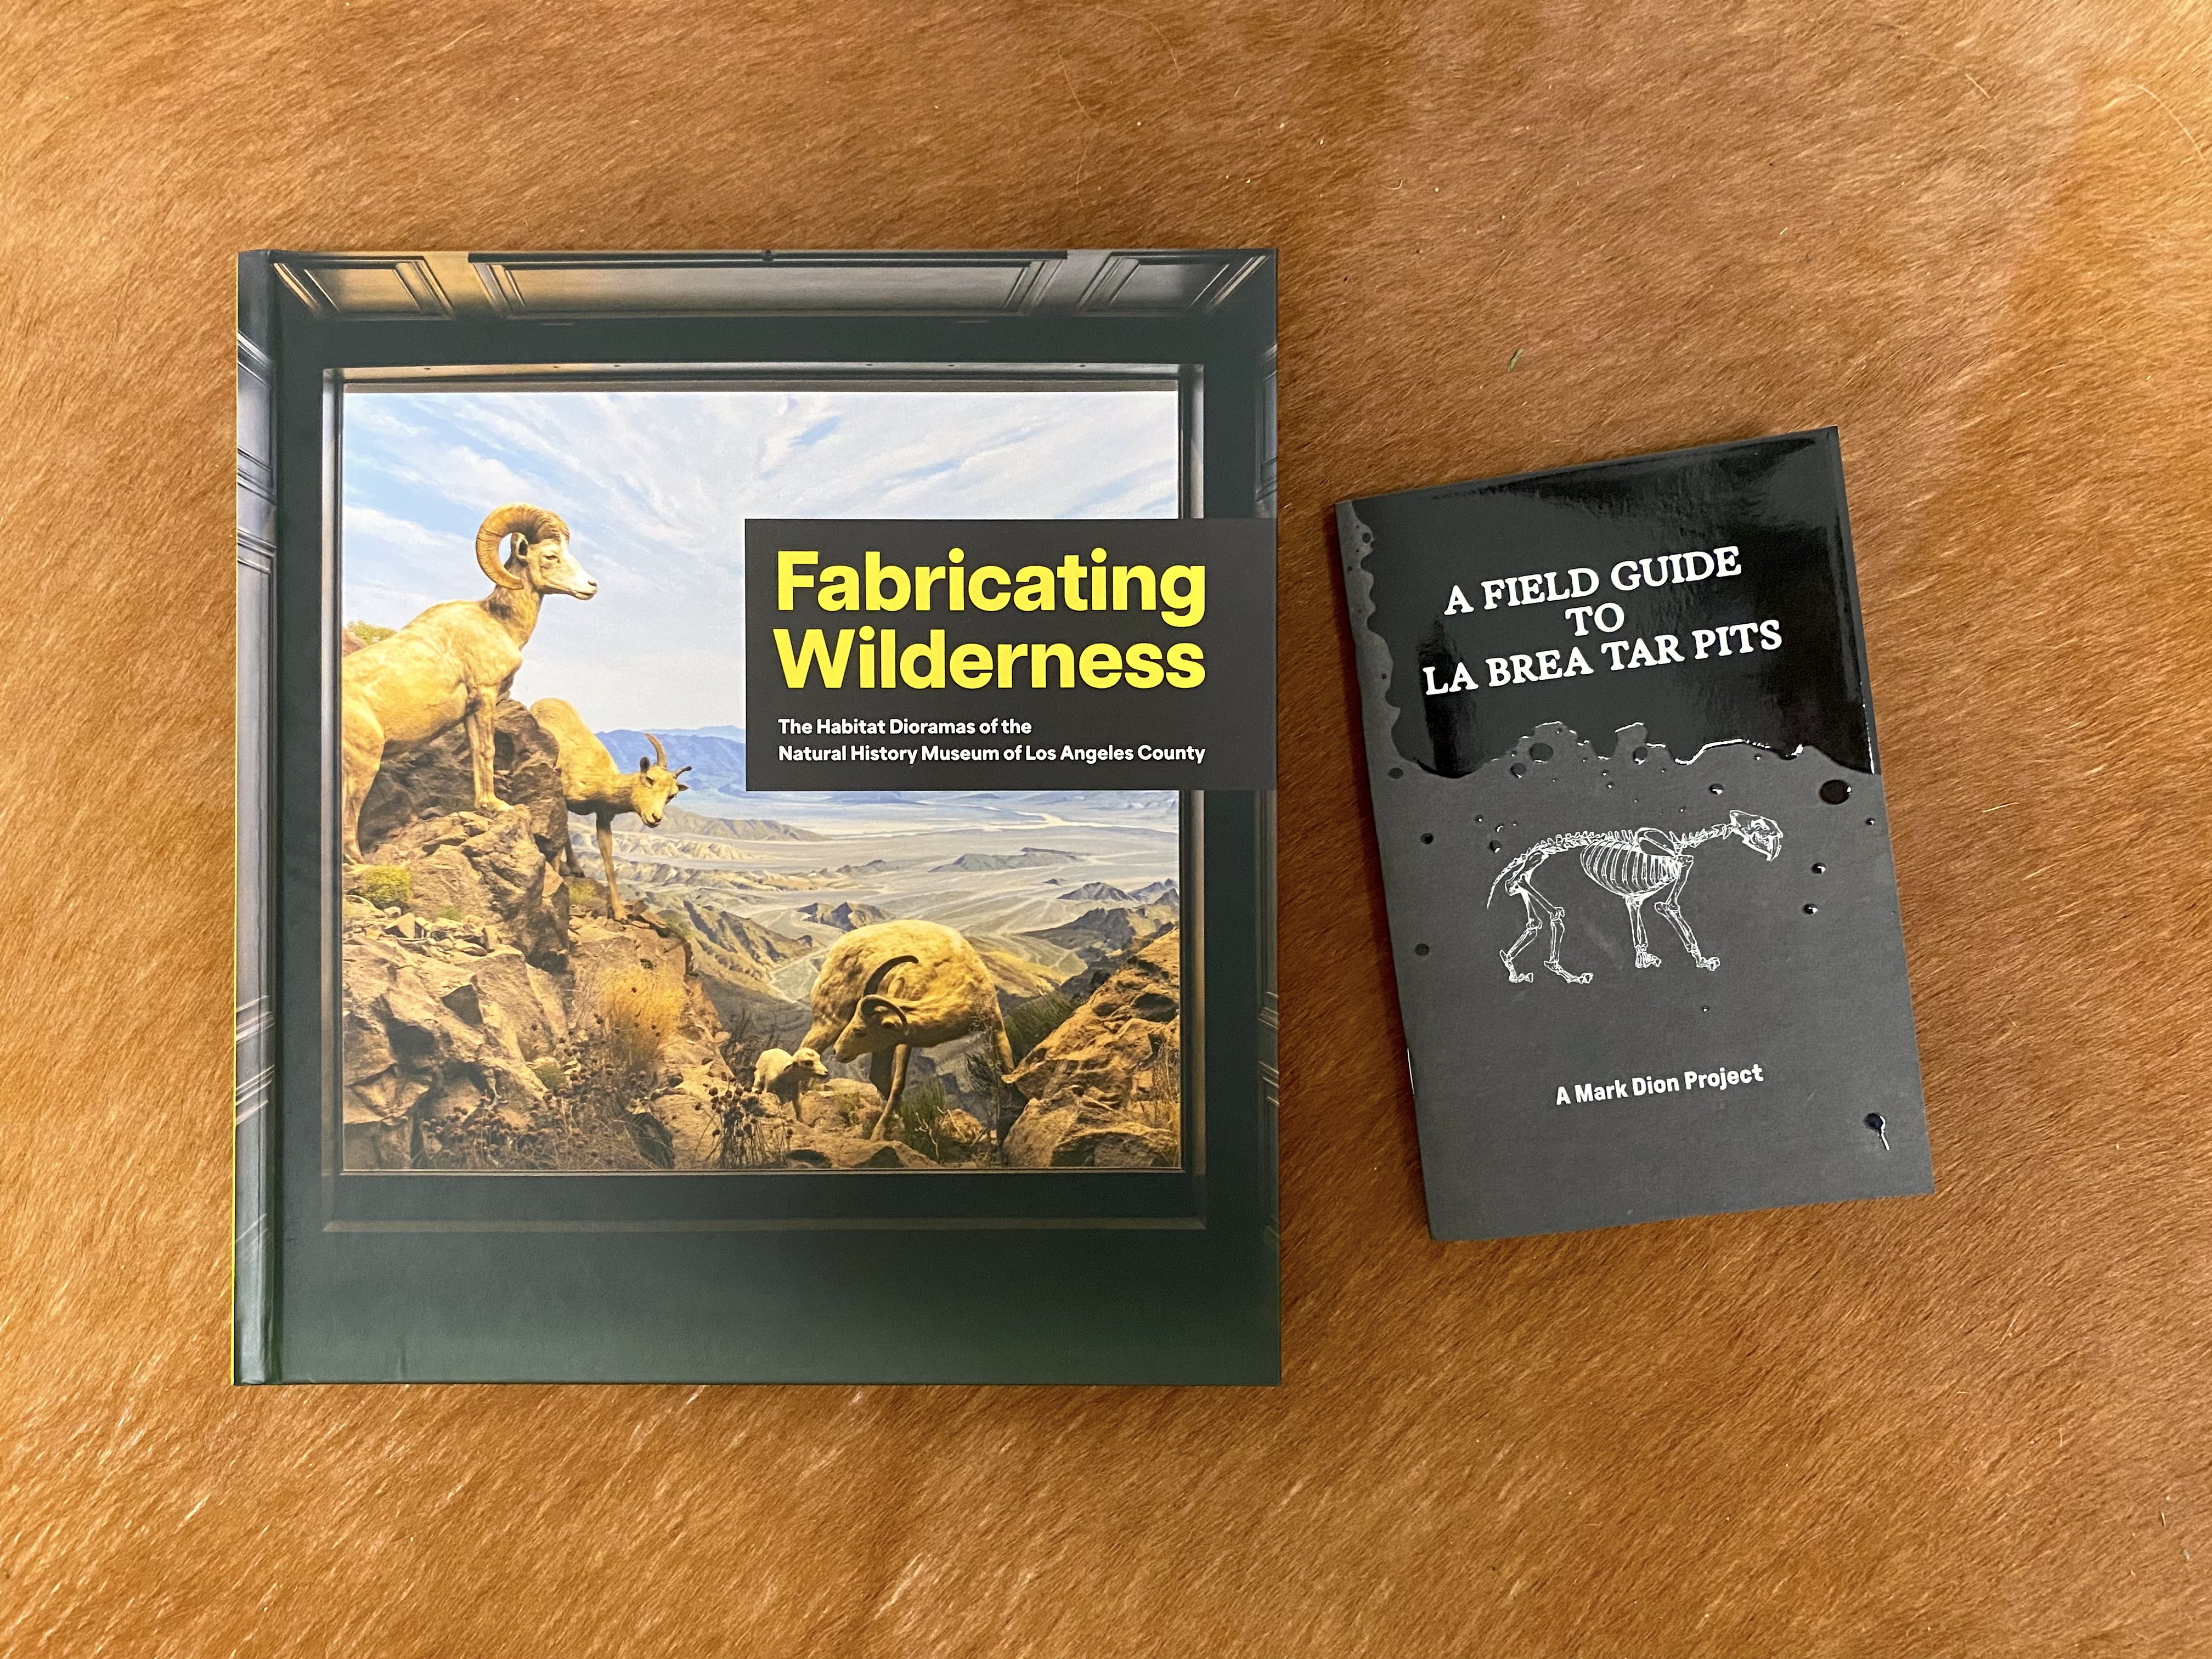 Fabricating
Wilderness
The Habitat Dioramas of the
Natural History Museum of Los Angeles County
A FIELD GUIDE
TO
LA BREA TAR PITS
A Mark Dion Project